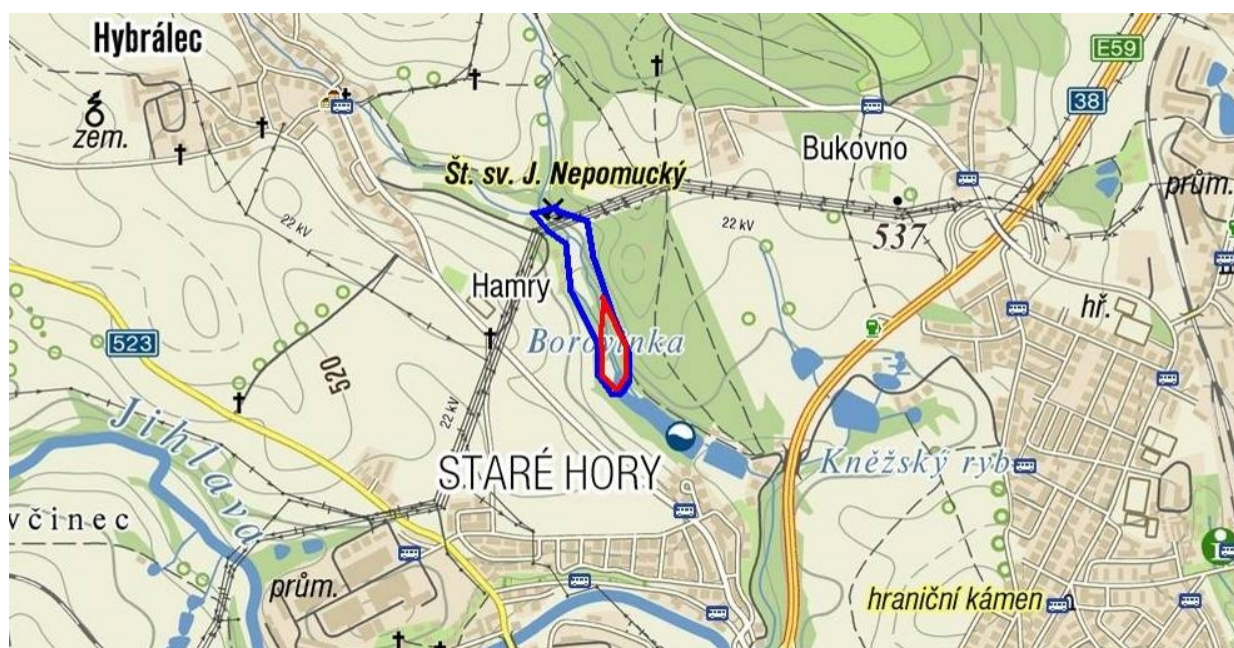 Hybrálec
E59
38
zem.
Bukovno
Št. sv. J. Nepomucký
prům.
22 kV
22 kV
537
Hamry
hř.
523
Borovinka
520
22 kV
Jihlava
STARÉ HORY
Kněžský ryb.
včinec
prům.
hraniční kámen
i